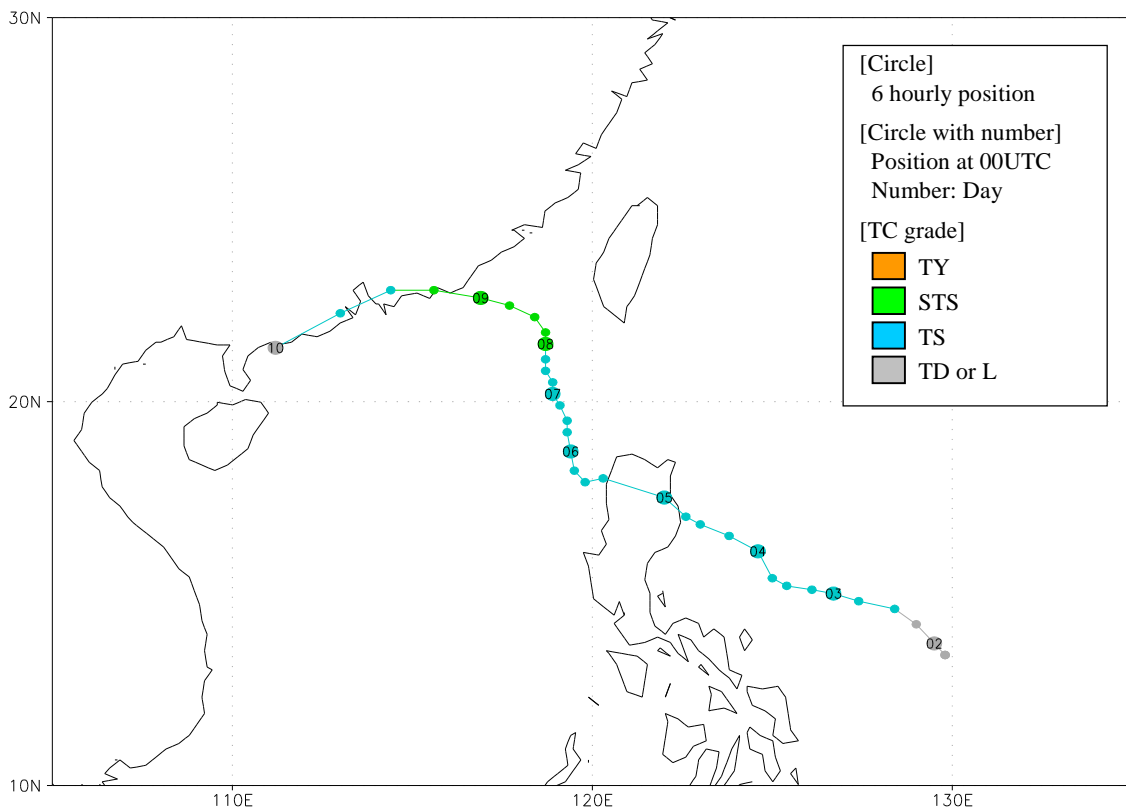 30N
[Circle]
6 hourly position
[Circle with number]
Position at 00UTC
Number: Day
[TC grade]
TY
STS
TS
TD or L
09
08
10
07
20N
06
05
04
03
02
10N
110E
120E
130E